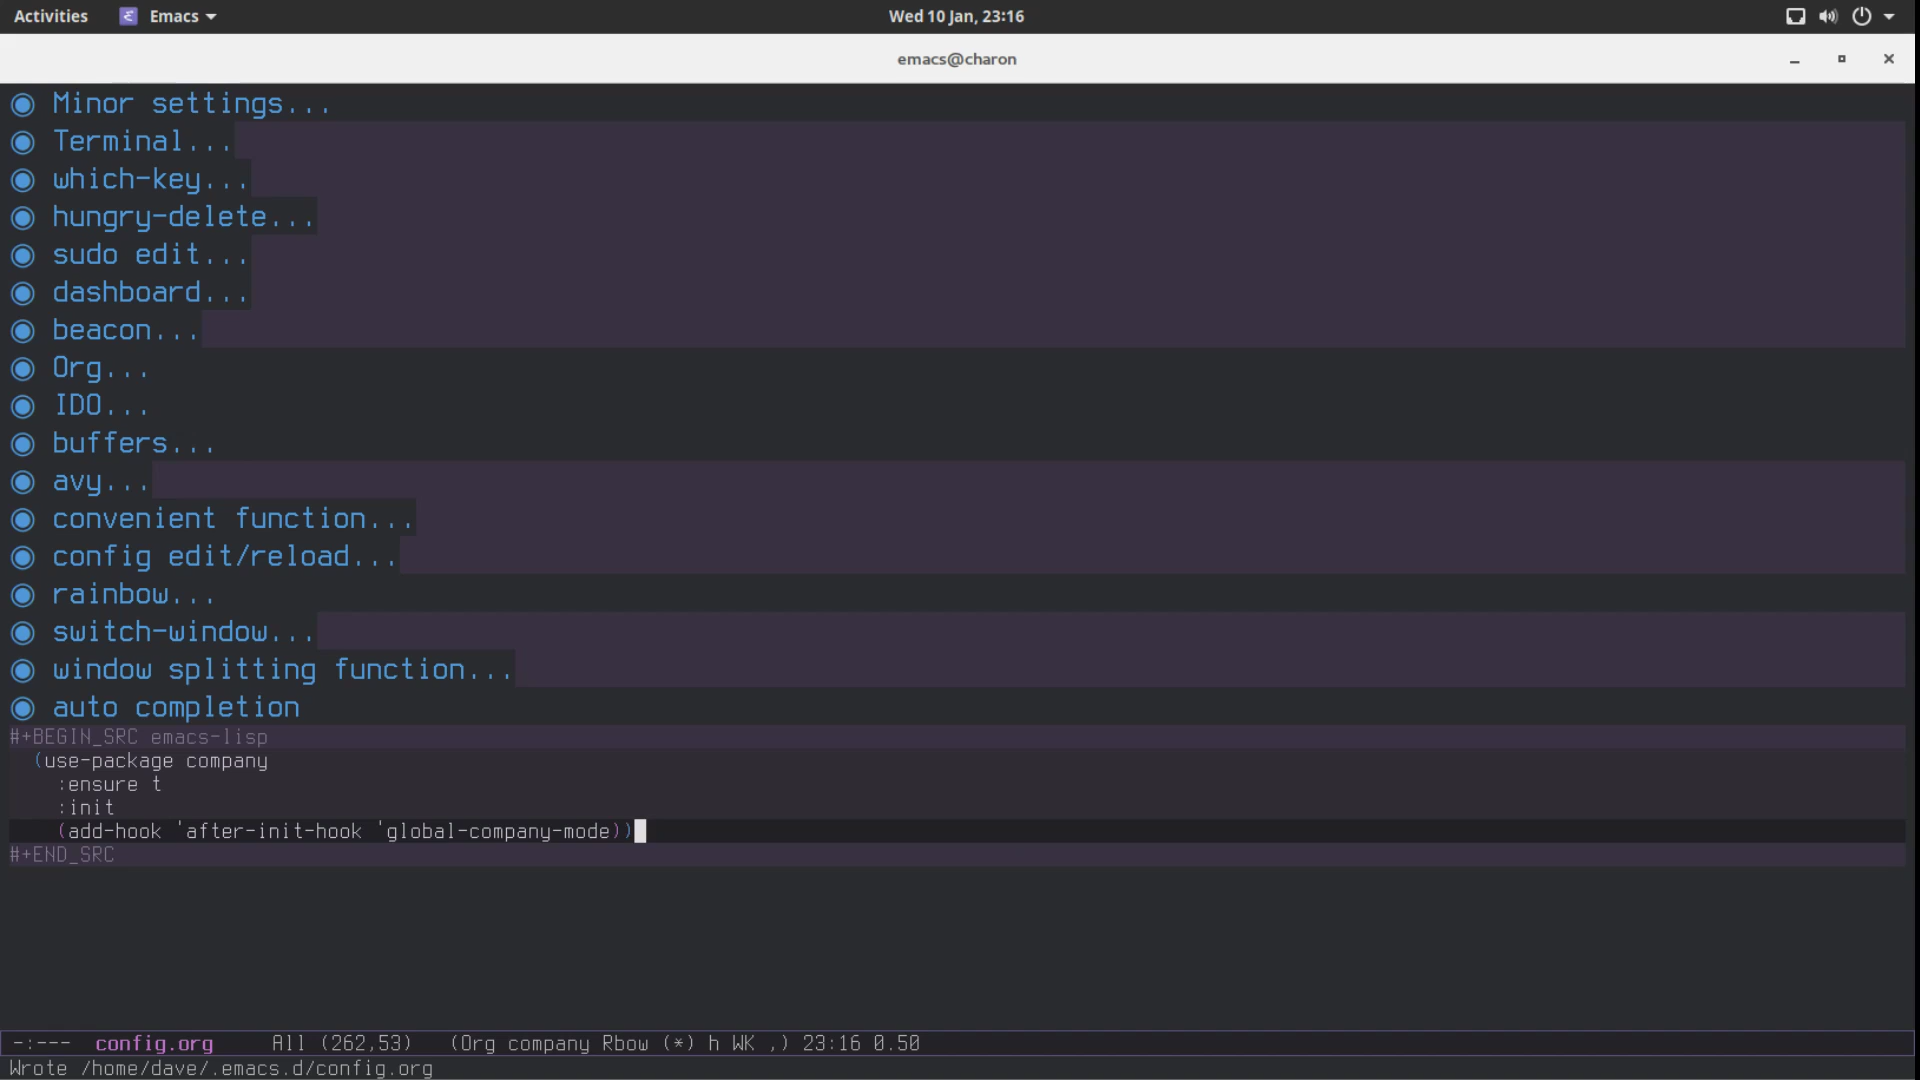 Activities Emacs Wed 10 Jan, 23:16
emacs@charon
Minor settings...
Terminal...
which-key...
hungry-delete...
sudo edit...
dashboard...
beacon...
Org...
IDO...
buffers...
avy...
convenient function...
config edit/reload...
rainbow...
switch-window...
window splitting function...
auto completion
#+BEGIN_SRC emacs-lisp
(use-package company
:ensure t
:init
(add-hook 'after-init-hook 'global-company-mode))
#+END_SRC
-:--- config.org All (262,53) (Org company Rbow (*) h WK ,) 23:16 0.50
Wrote /home/dave/.emacs.d/config.org